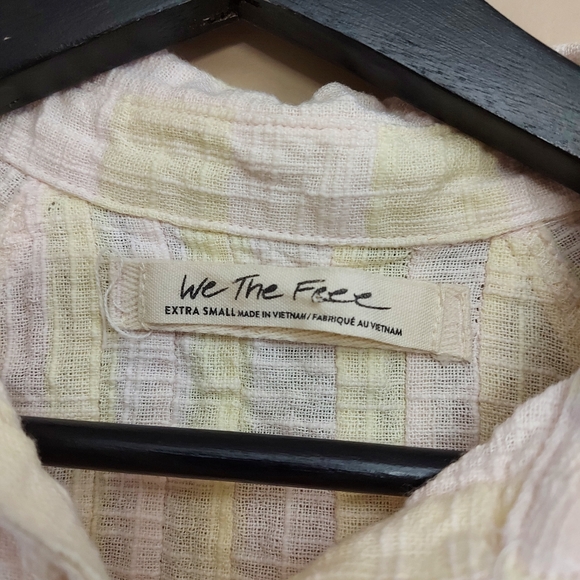 We The Free
EXTRA SMALL MADE IN VIETNAM / FABRIQUÉ AU VIETNAM